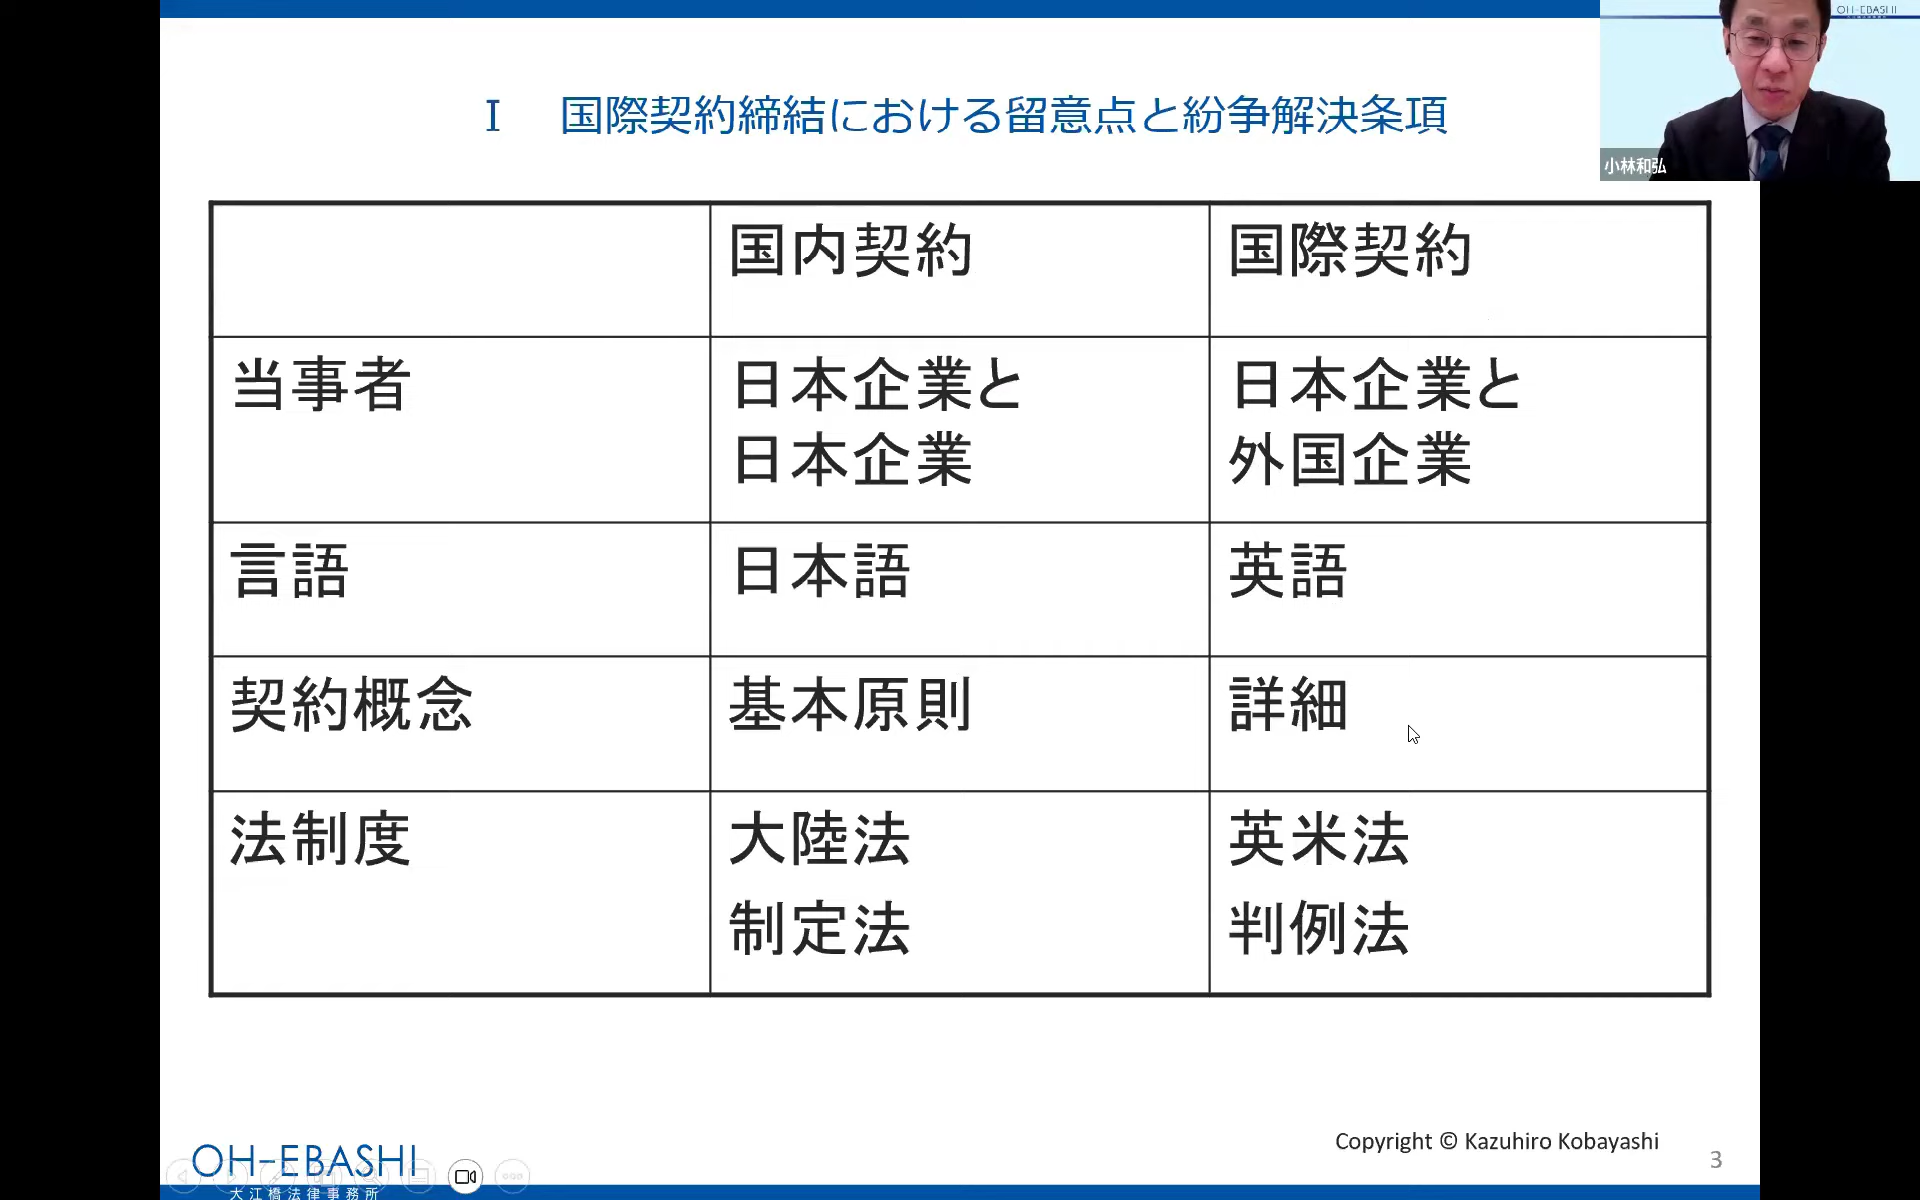 OH-EBASHI
小林和弘
Ⅰ 国際契約締結における留意点と紛争解決条項
国内契約 国際契約
当事者 日本企業と日本企業 日本企業と外国企業
言語 日本語 英語
契約概念 基本原則 詳細
法制度 大陸法 英米法
制定法 判例法
Copyright © Kazuhiro Kobayashi
3
OH-EBASHI
大江橋法律事務所